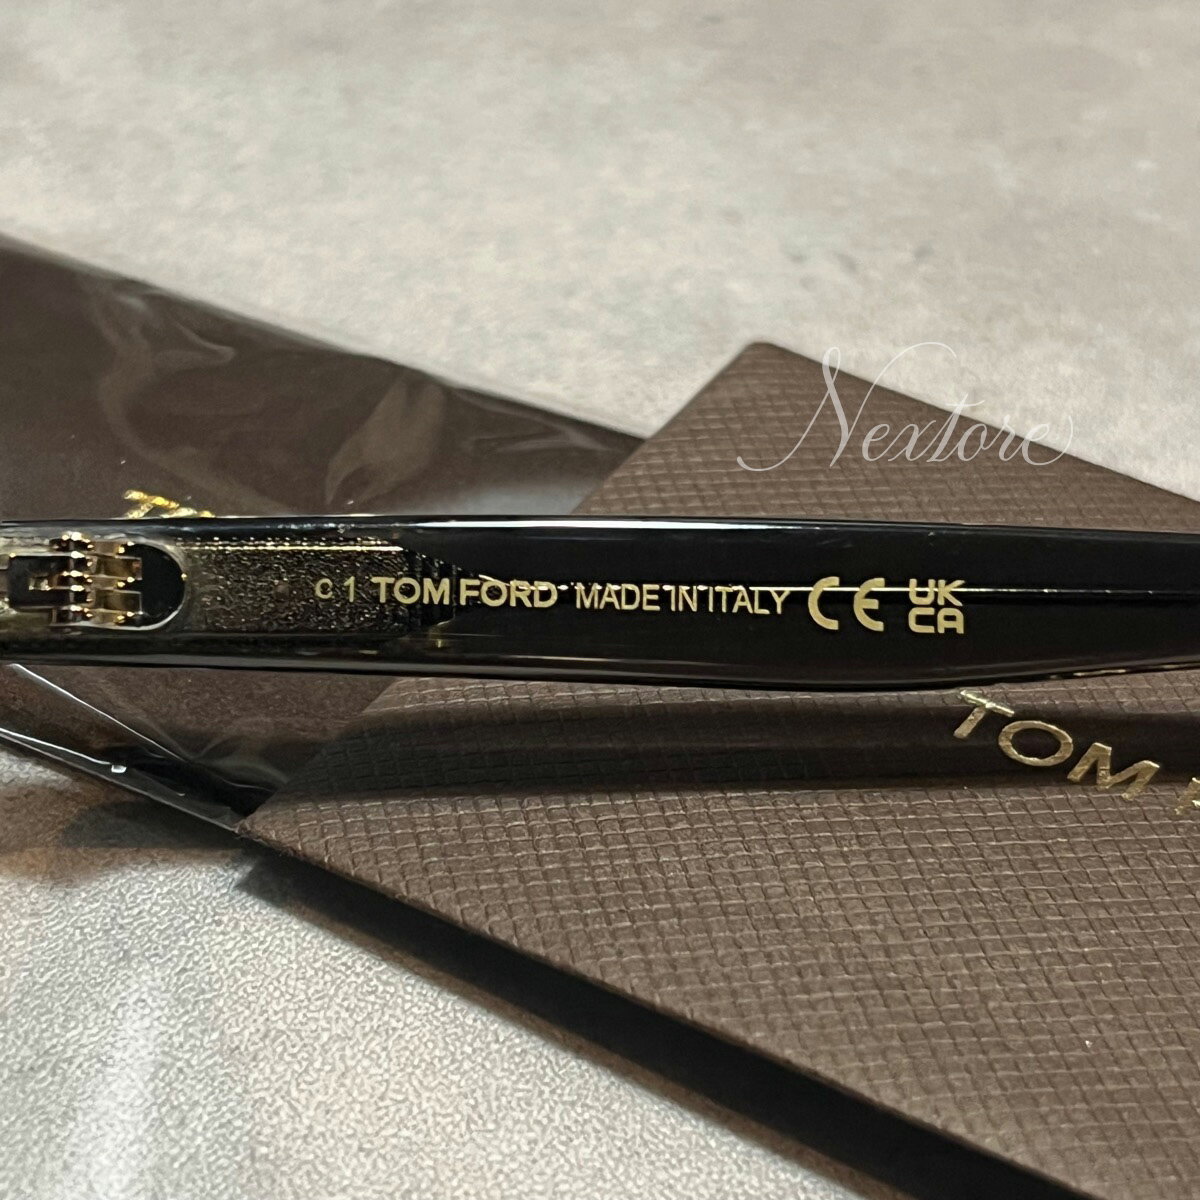 Nextore
c 1 TOM FORD MADE IN ITALY CE UK
CA
TOM